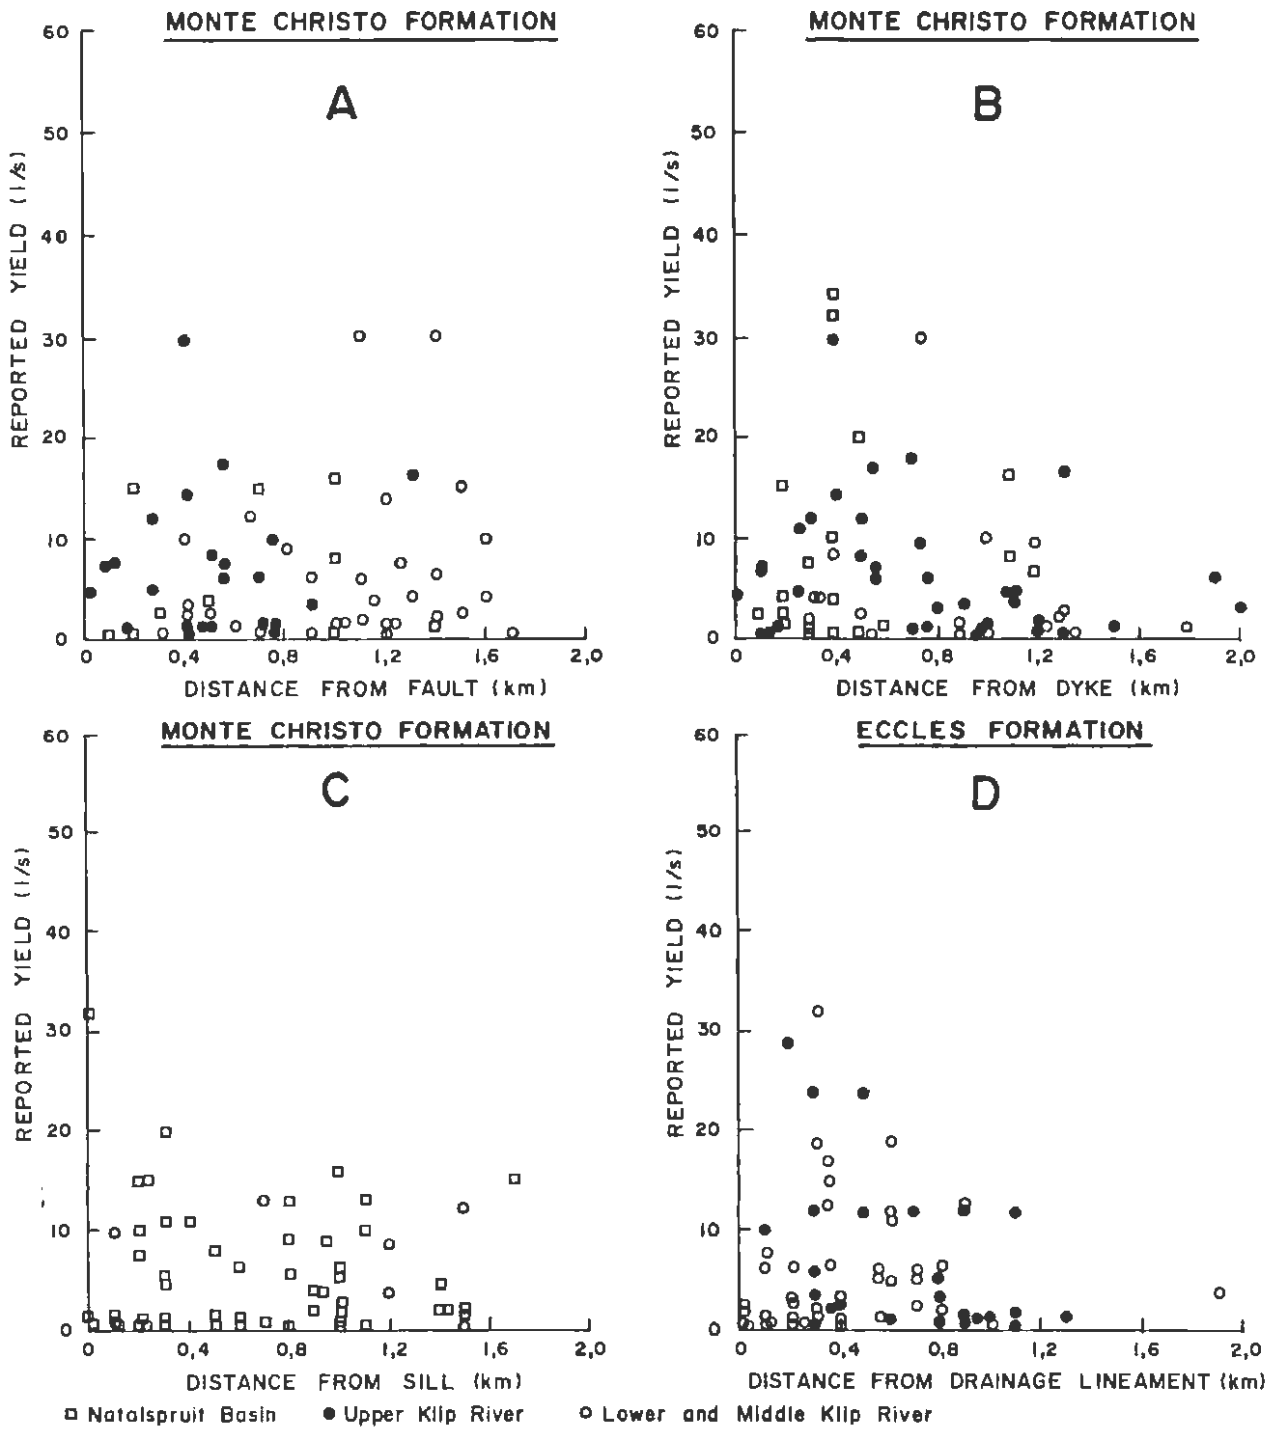 MONTE CHRISTO FORMATION
A
REPORTED YIELD (l/s)
60
50
40
30
20
10
0
0 0,4 0,8 1,2 1,6 2,0
DISTANCE FROM FAULT (km)
MONTE CHRISTO FORMATION
B
REPORTED YIELD (l/s)
60
50
40
30
20
10
0
0 0,4 0,8 1,2 1,6 2,0
DISTANCE FROM DYKE (km)
MONTE CHRISTO FORMATION
C
REPORTED YIELD (l/s)
60
50
40
30
20
10
0
0 0,4 0,8 1,2 1,6 2,0
DISTANCE FROM SILL (km)
ECCLES FORMATION
D
REPORTED YIELD (l/s)
60
50
40
30
20
10
0
0 0,4 0,8 1,2 1,6 2,0
DISTANCE FROM DRAINAGE LINEAMENT (km)
Natalspruit Basin Upper Klip River Lower and Middle Klip River